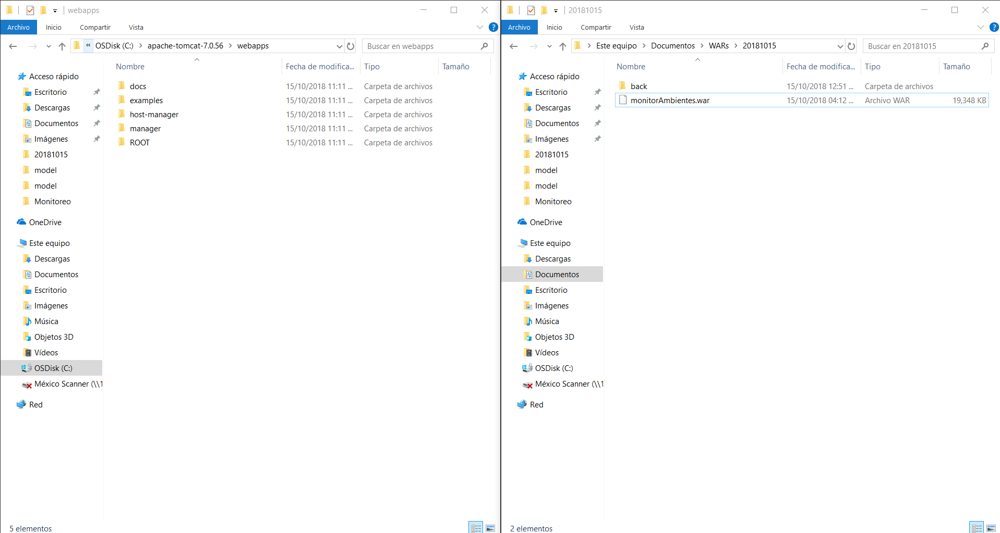 webapps
Archivo Inicio Compartir Vista
« OSDisk (C:) > apache-tomcat-7.0.56 > webapps
Buscar en webapps
Nombre Fecha de modifica... Tipo Tamaño
docs 15/10/2018 11:11 ... Carpeta de archivos
examples 15/10/2018 11:11 ... Carpeta de archivos
host-manager 15/10/2018 11:11 ... Carpeta de archivos
manager 15/10/2018 11:11 ... Carpeta de archivos
ROOT 15/10/2018 11:11 ... Carpeta de archivos
Acceso rápido
Escritorio
Descargas
Documentos
Imágenes
20181015
model
model
Monitoreo
OneDrive
Este equipo
Descargas
Documentos
Escritorio
Imágenes
Música
Objetos 3D
Vídeos
OSDisk (C:)
México Scanner (\\1
Red
5 elementos
20181015
Archivo Inicio Compartir Vista
> Este equipo > Documentos > WARs > 20181015
Buscar en 20181015
Nombre Fecha de modifica... Tipo Tamaño
back 15/10/2018 12:51 ... Carpeta de archivos
monitorAmbientes.war 15/10/2018 04:12 ... Archivo WAR 19,348 KB
Acceso rápido
Escritorio
Descargas
Documentos
Imágenes
20181015
model
model
Monitoreo
OneDrive
Este equipo
Descargas
Documentos
Escritorio
Imágenes
Música
Objetos 3D
Vídeos
OSDisk (C:)
México Scanner (\\1
Red
2 elementos